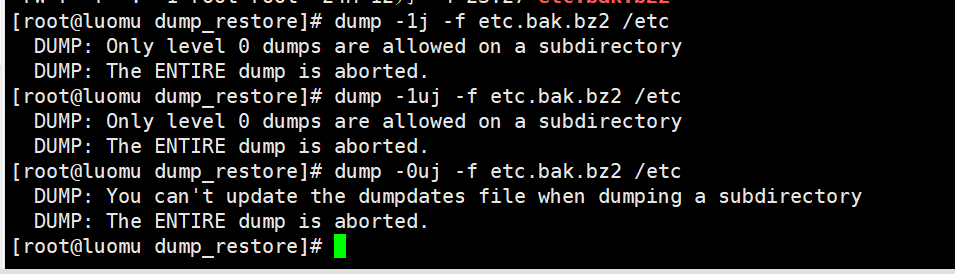 [root@luomu dump_restore]# dump -1j -f etc.bak.bz2 /etc
  DUMP: Only level 0 dumps are allowed on a subdirectory
  DUMP: The ENTIRE dump is aborted.
[root@luomu dump_restore]# dump -1uj -f etc.bak.bz2 /etc
  DUMP: Only level 0 dumps are allowed on a subdirectory
  DUMP: The ENTIRE dump is aborted.
[root@luomu dump_restore]# dump -0uj -f etc.bak.bz2 /etc
  DUMP: You can't update the dumpdates file when dumping a subdirectory
  DUMP: The ENTIRE dump is aborted.
[root@luomu dump_restore]#